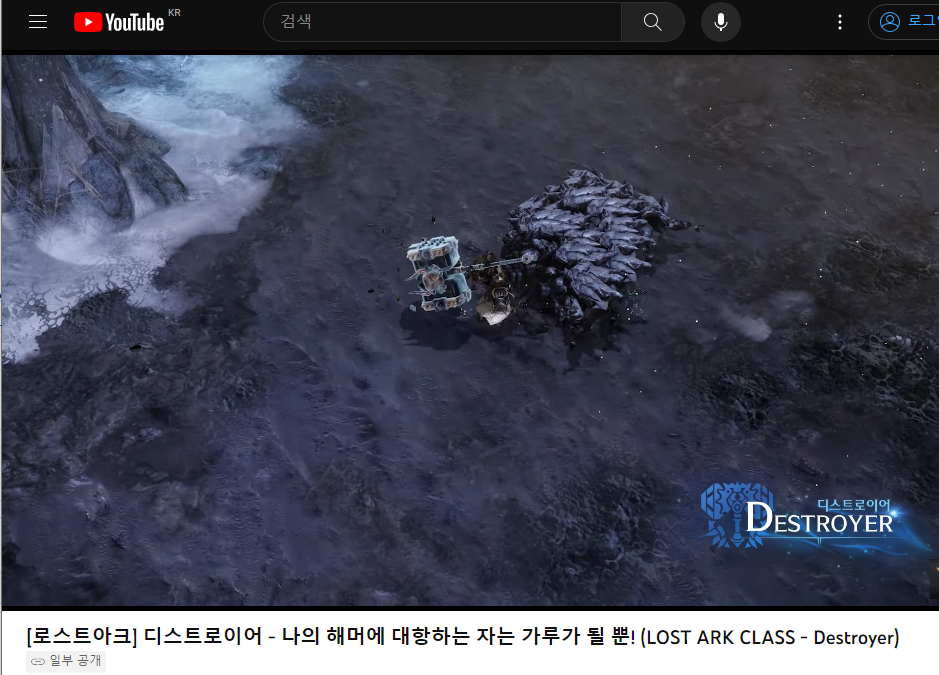 YouTube KR
검색
로그
디스트로이어
DESTROYER
[로스트아크] 디스트로이어 - 나의 해머에 대항하는 자는 가루가 될 뿐! (LOST ARK CLASS - Destroyer)
일부 공개